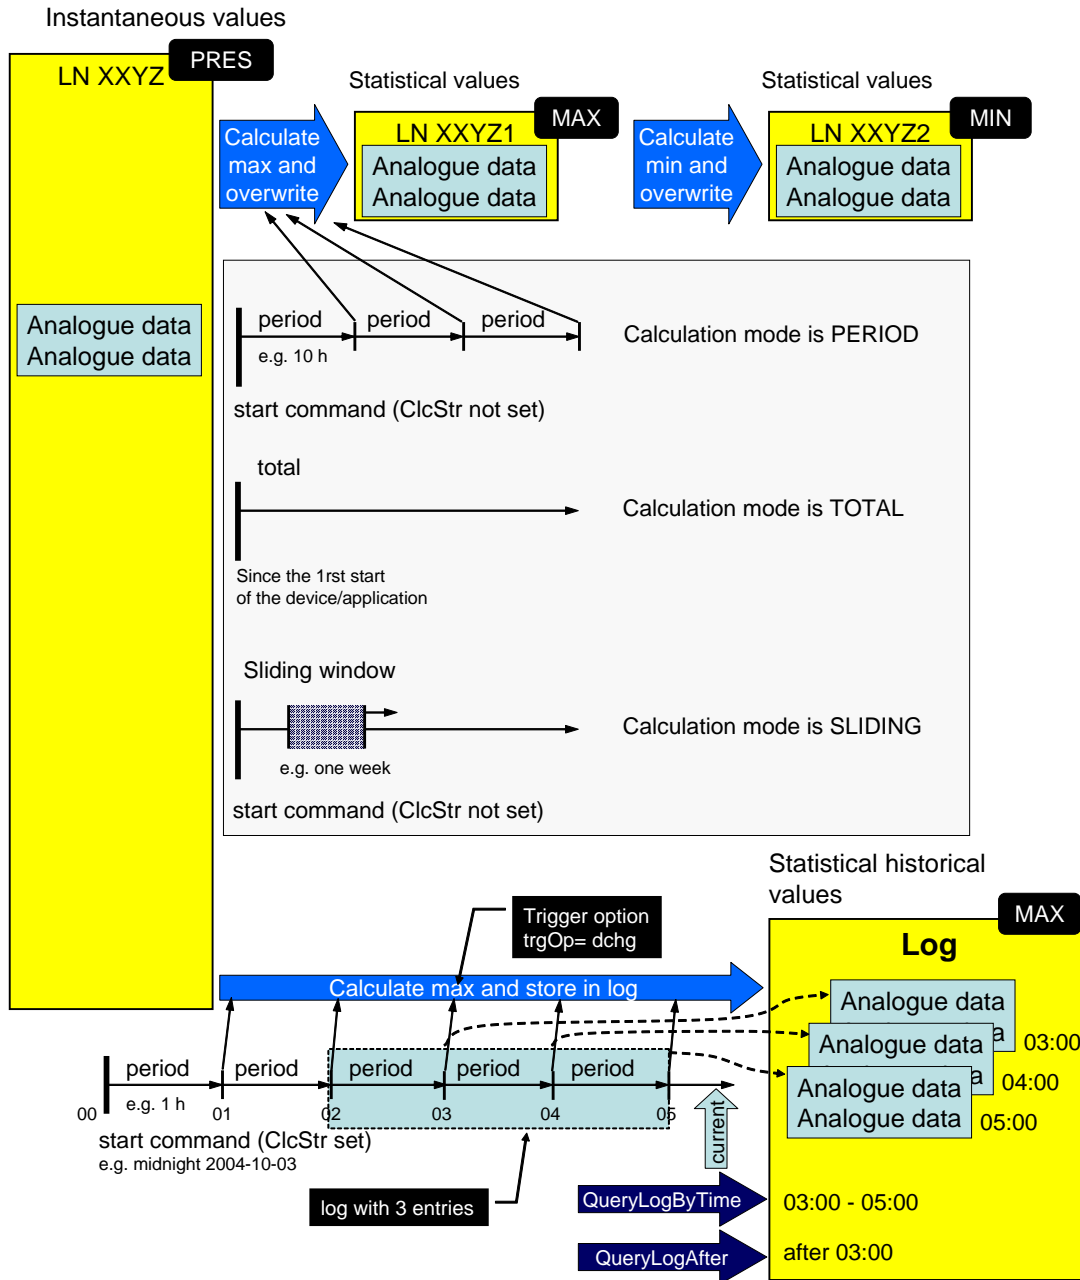 Instantaneous values
LN XXYZ
PRES
Statistical values
Statistical values
Calculate
max and
overwrite
LN XXYZ1
MAX
Analogue data
Analogue data
Calculate
min and
overwrite
LN XXYZ2
MIN
Analogue data
Analogue data
Analogue data
Analogue data
period
period
period
e.g. 10 h
Calculation mode is PERIOD
start command (ClcStr not set)
total
Calculation mode is TOTAL
Since the 1rst start
of the device/application
Sliding window
Calculation mode is SLIDING
e.g. one week
start command (ClcStr not set)
Statistical historical
values
MAX
Trigger option
trgOp= dchg
Log
Calculate max and store in log
Analogue data
03:00
Analogue data
04:00
Analogue data
Analogue data
05:00
period
period
period
period
period
e.g. 1 h
00
01
02
03
04
05
start command (ClcStr set)
e.g. midnight 2004-10-03
current
log with 3 entries
QueryLogByTime
03:00 - 05:00
QueryLogAfter
after 03:00